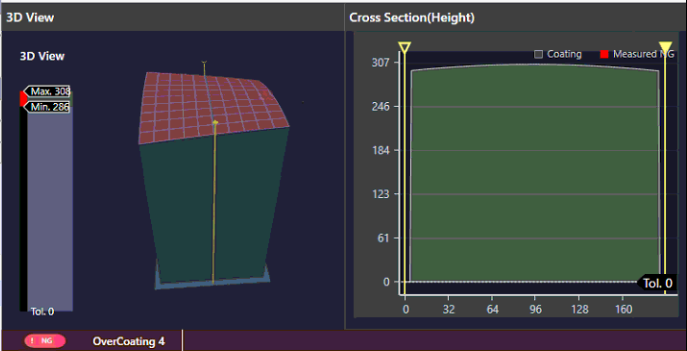 3D View
Cross Section(Height)
3D View
Max. 308
Min. 286
Tol. 0
Coating
Measured NG
307
246
184
123
61
0
Tol. 0
0 32 64 96 128 160
! NG
OverCoating 4